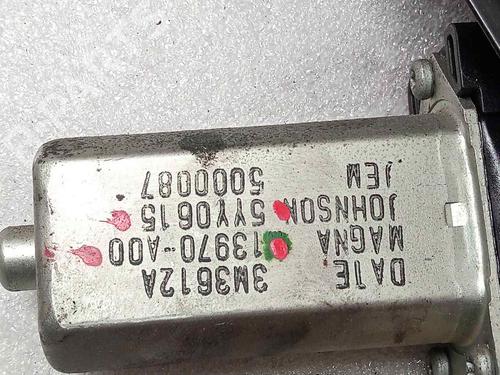 DATE 3M3612A
MAGNA 13970-A00
JOHNSON 5Y0615
JEM 5000087